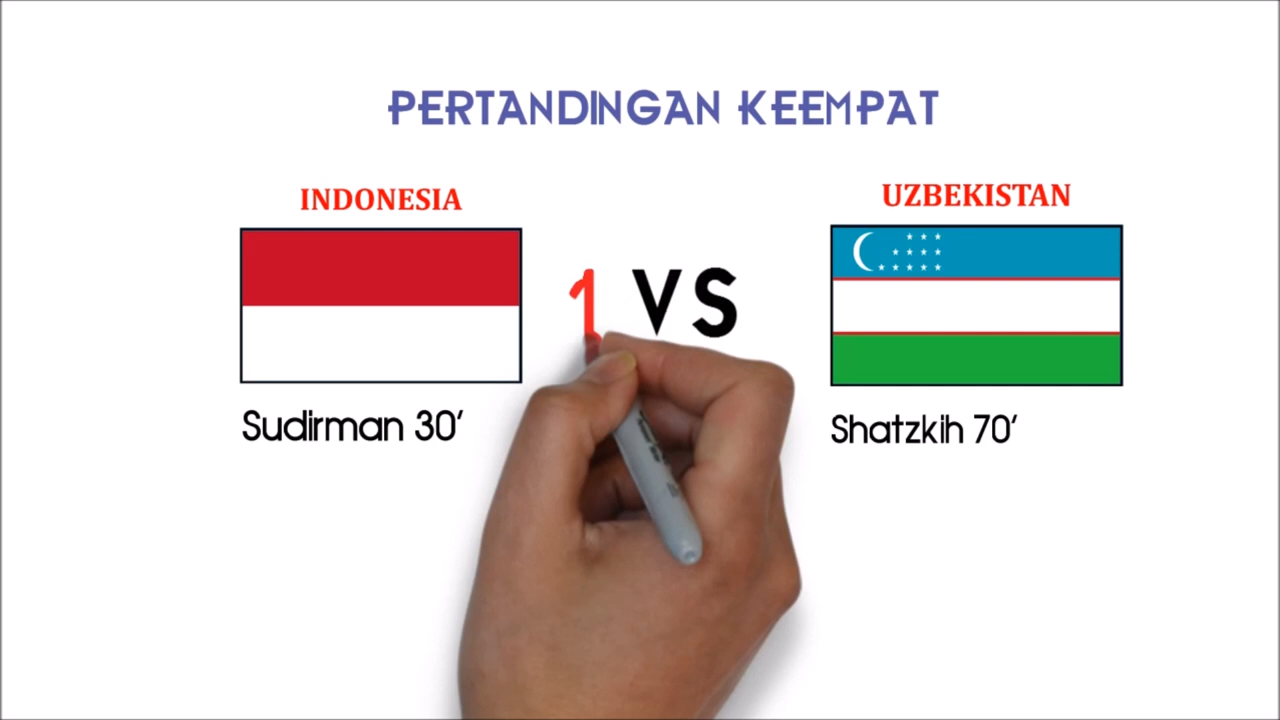 PERTANDINGAN KEEMPAT
INDONESIA
UZBEKISTAN
1 VS
Sudirman 30'
Shatzkih 70'